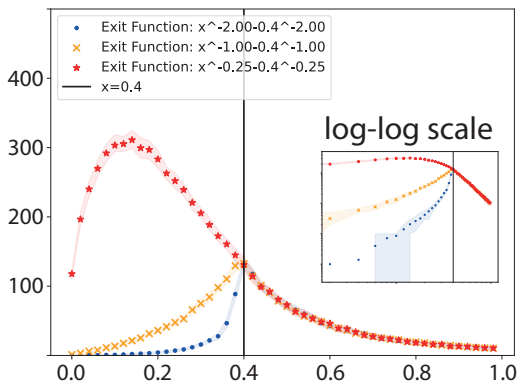 Exit Function: x^-2.00-0.4^-2.00
Exit Function: x^-1.00-0.4^-1.00
Exit Function: x^-0.25-0.4^-0.25
x=0.4
log-log scale
400
300
200
100
0.0 0.2 0.4 0.6 0.8 1.0